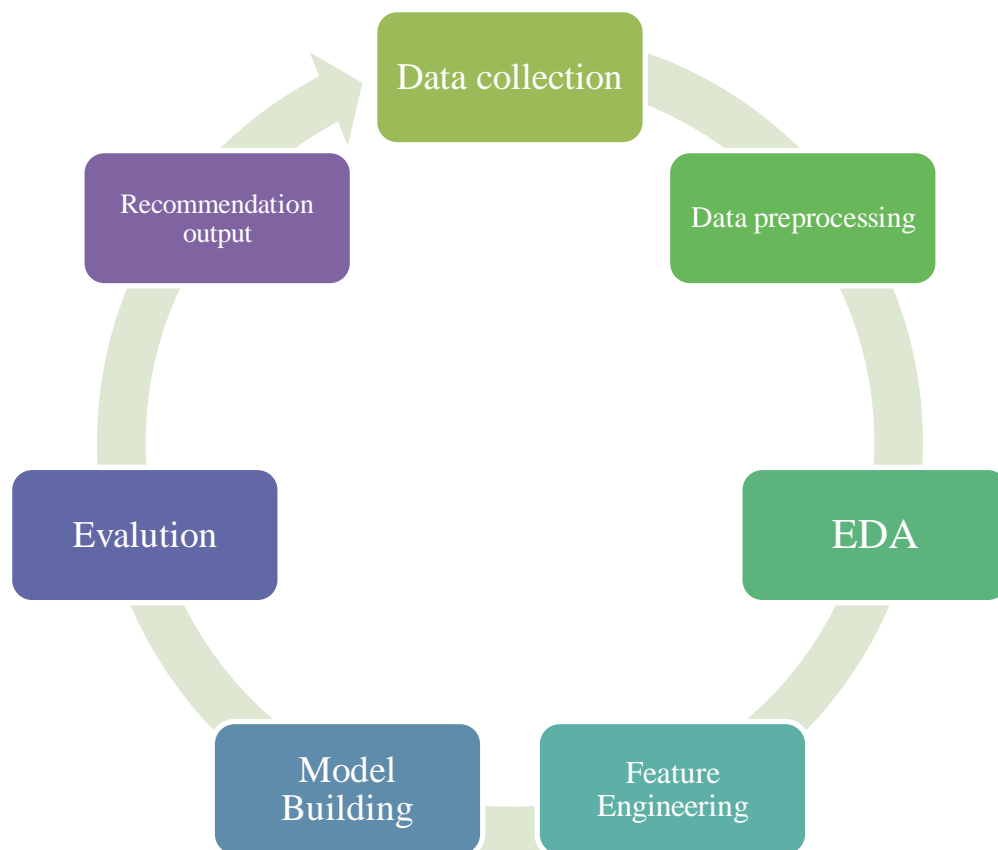 Data collection
Data preprocessing
EDA
Feature
Engineering
Model
Building
Evalution
Recommendation
output